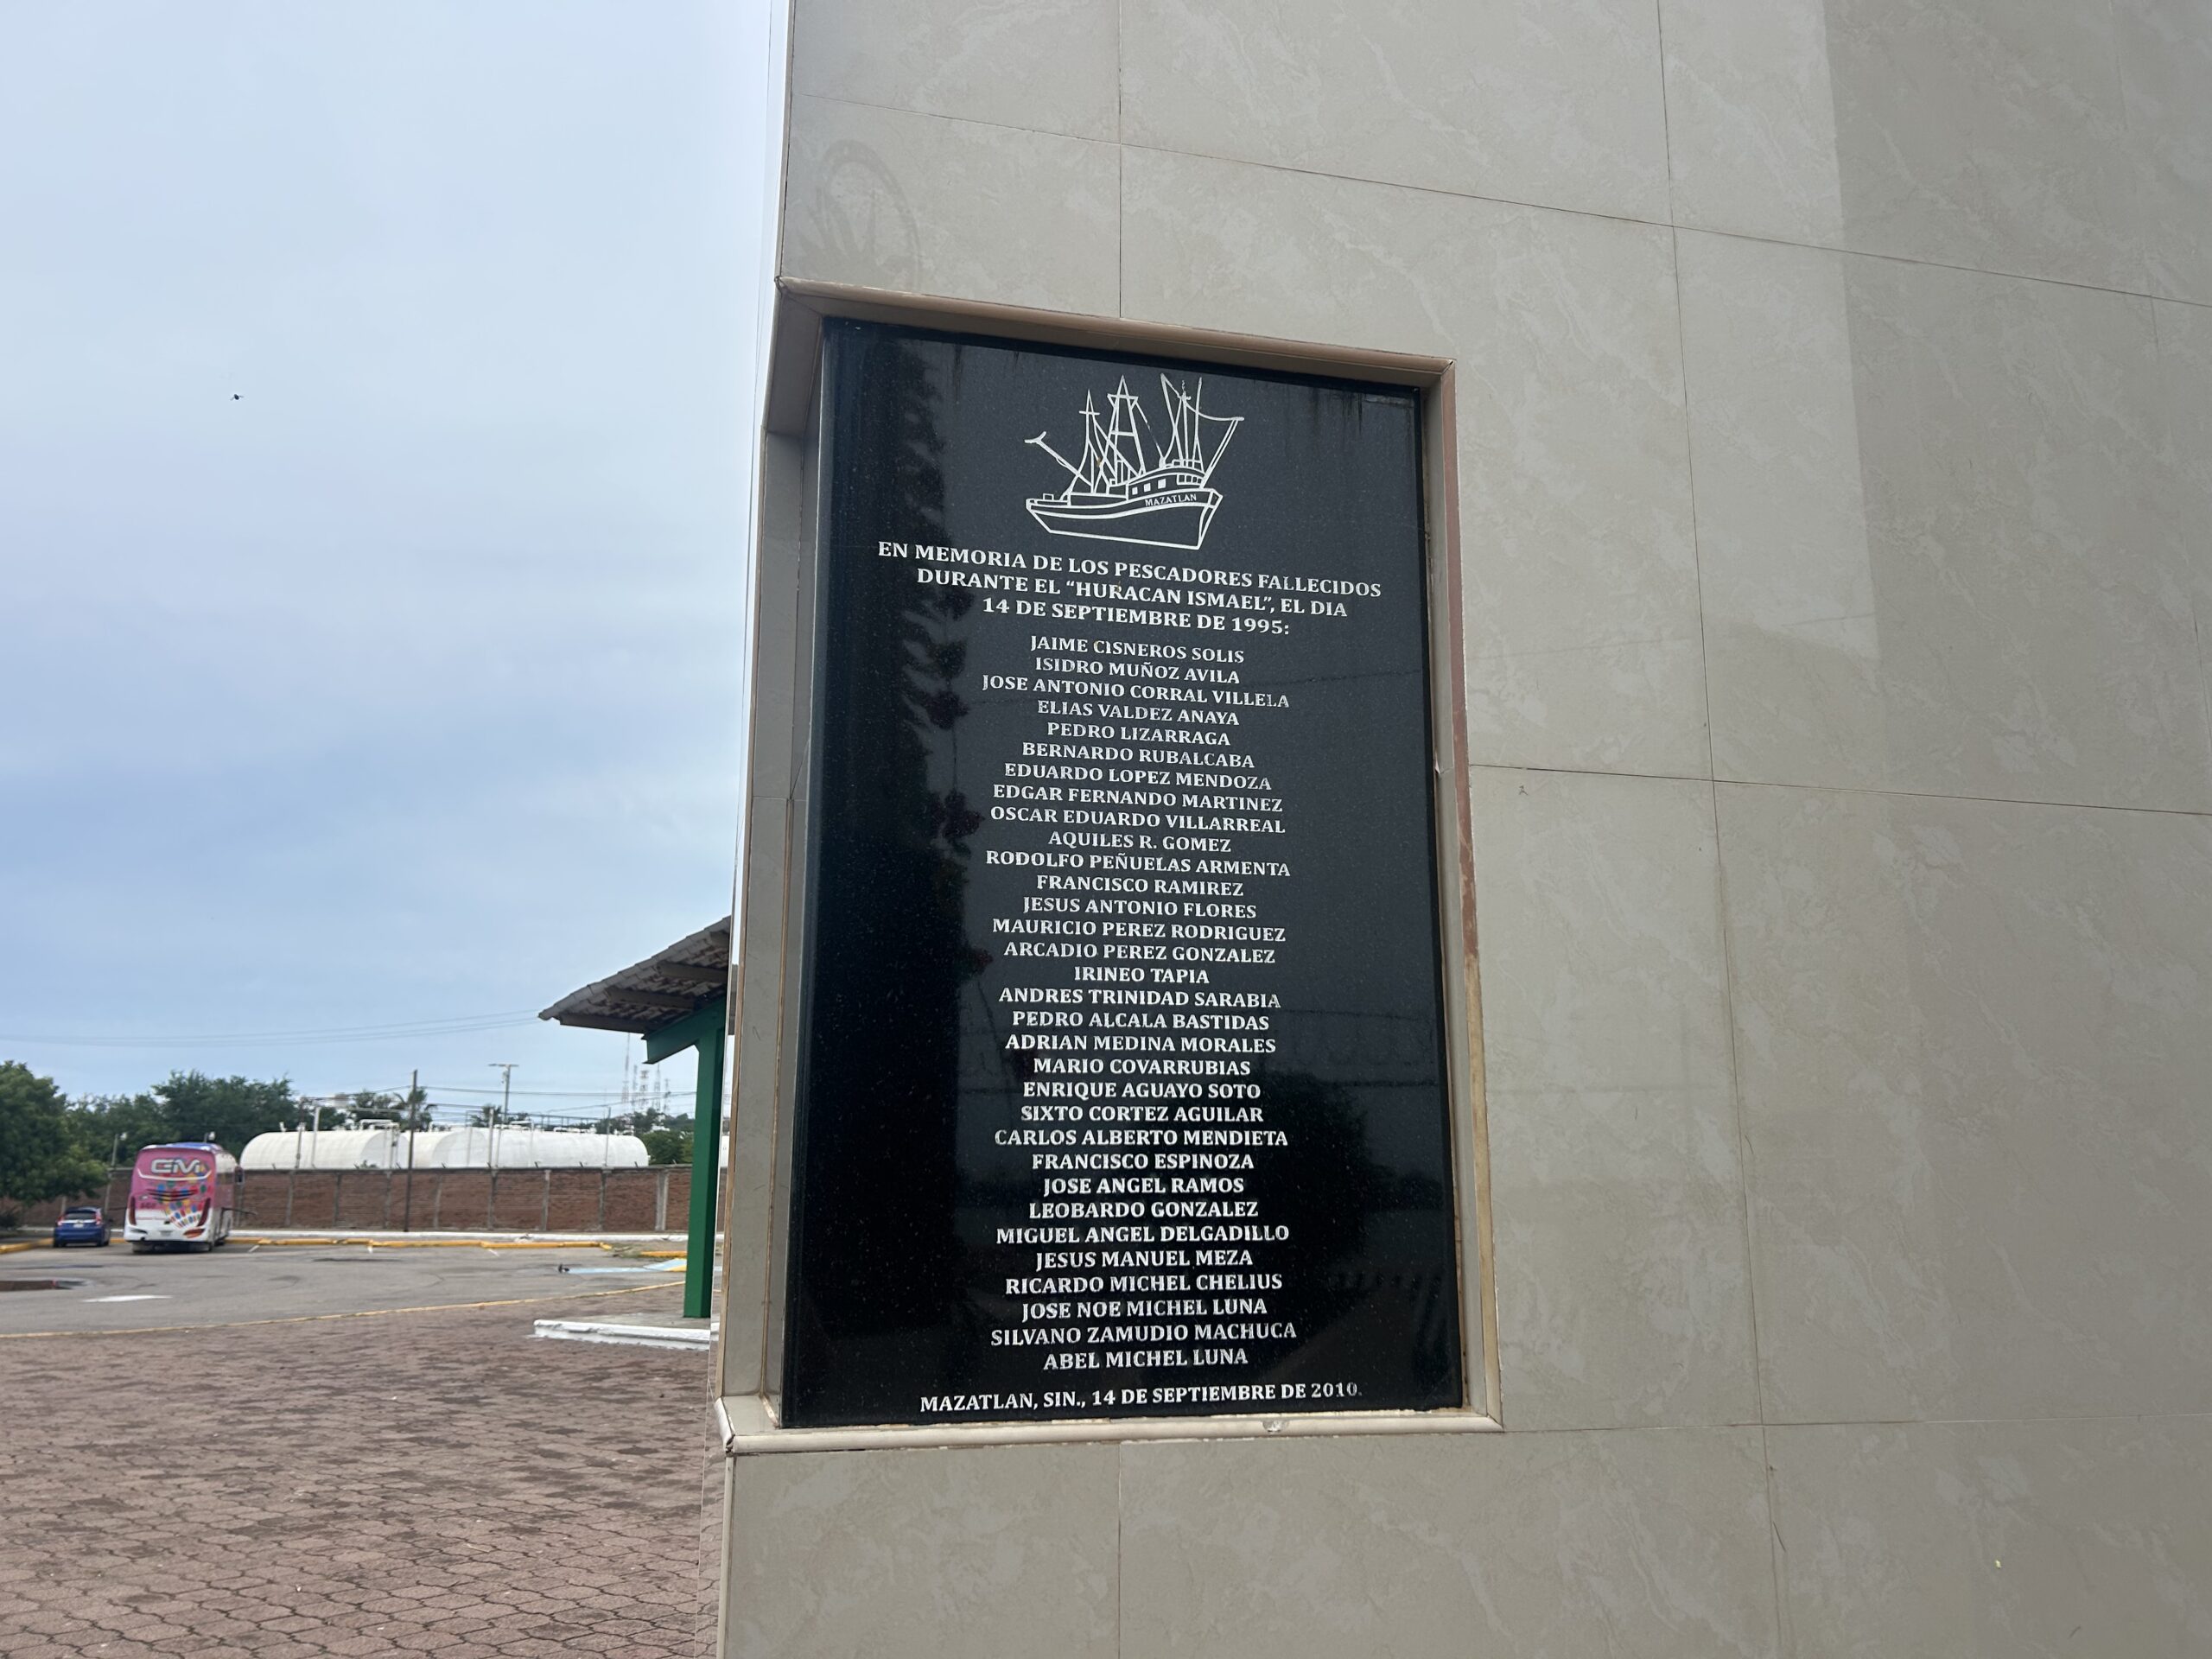 MAZATLAN
EN MEMORIA DE LOS PESCADORES FALLECIDOS
DURANTE EL “HURACAN ISMAEL”, EL DIA
14 DE SEPTIEMBRE DE 1995:
JAIME CISNEROS SOLIS
ISIDRO MUÑOZ AVILA
JOSE ANTONIO CORRAL VILLELA
ELIAS VALDEZ ANAYA
PEDRO LIZARRAGA
BERNARDO RUBALCABA
EDUARDO LOPEZ MENDOZA
EDGAR FERNANDO MARTINEZ
OSCAR EDUARDO VILLARREAL
AQUILES R. GOMEZ
RODOLFO PEÑUELAS ARMENTA
FRANCISCO RAMIREZ
JESUS ANTONIO FLORES
MAURICIO PEREZ RODRIGUEZ
ARCADIO PEREZ GONZALEZ
IRINEO TAPIA
ANDRES TRINIDAD SARABIA
PEDRO ALCALA BASTIDAS
ADRIAN MEDINA MORALES
MARIO COVARRUBIAS
ENRIQUE AGUAYO SOTO
SIXTO CORTEZ AGUILAR
CARLOS ALBERTO MENDIETA
FRANCISCO ESPINOZA
JOSE ANGEL RAMOS
LEOBARDO GONZALEZ
MIGUEL ANGEL DELGADILLO
JESUS MANUEL MEZA
RICARDO MICHEL CHELIUS
JOSE NOE MICHEL LUNA
SILVANO ZAMUDIO MACHUCA
ABEL MICHEL LUNA
MAZATLAN, SIN., 14 DE SEPTIEMBRE DE 2010.
GM